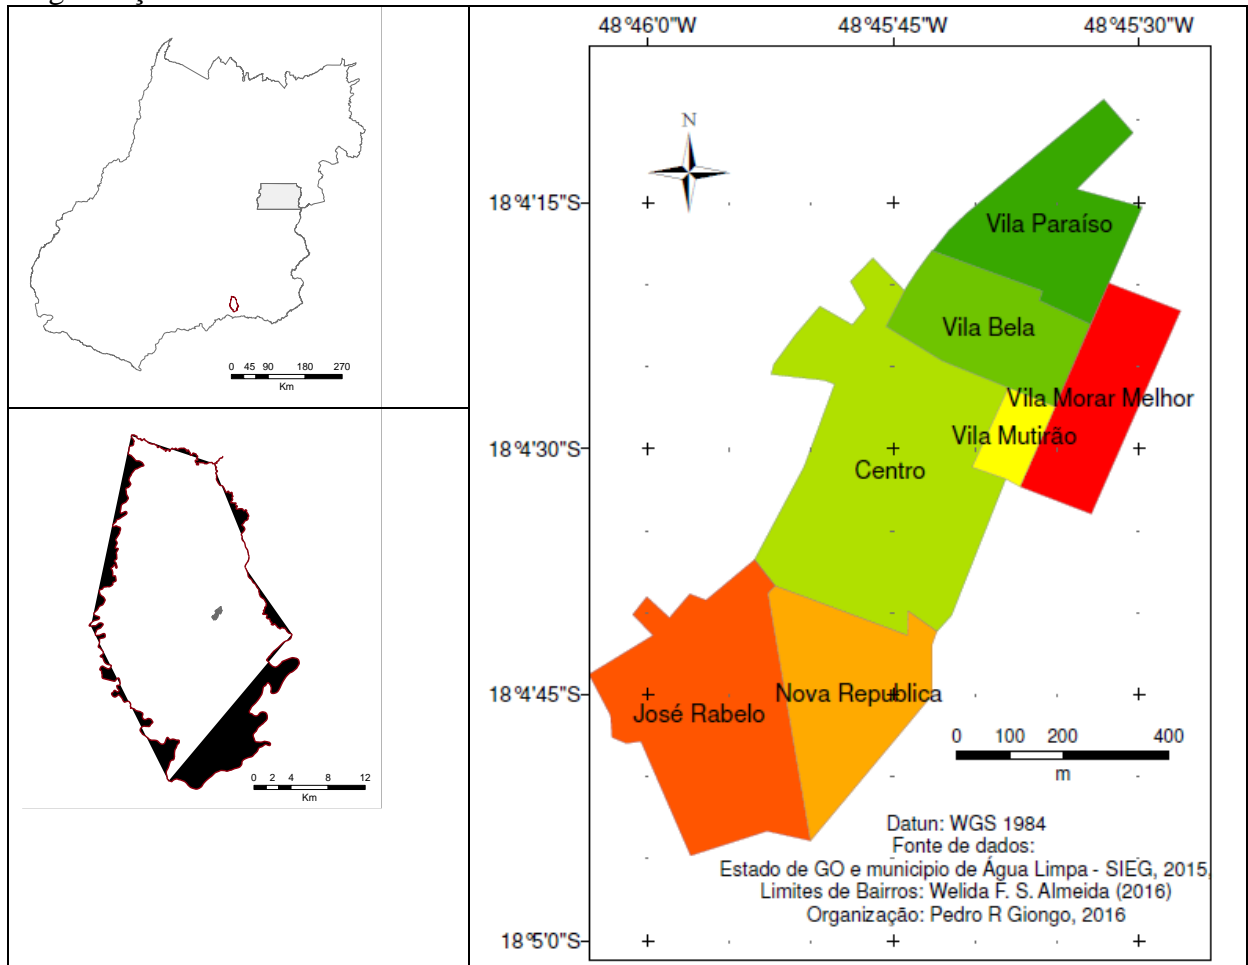 0 45 90 180 270
Km
0 2 4 8 12
Km
48°46'0"W 48°45'45"W 48°45'30"W
N
18°4'15"S
18°4'30"S
18°4'45"S
18°5'0"S
Vila Paraíso
Vila Bela
Vila Morar Melhor
Vila Mutirão
Centro
Nova Republica
José Rabelo
0 100 200 400
m
Datun: WGS 1984
Fonte de dados:
Estado de GO e municipio de Água Limpa - SIEG, 2015,
Limites de Bairros: Welida F. S. Almeida (2016)
Organização: Pedro R Giongo, 2016